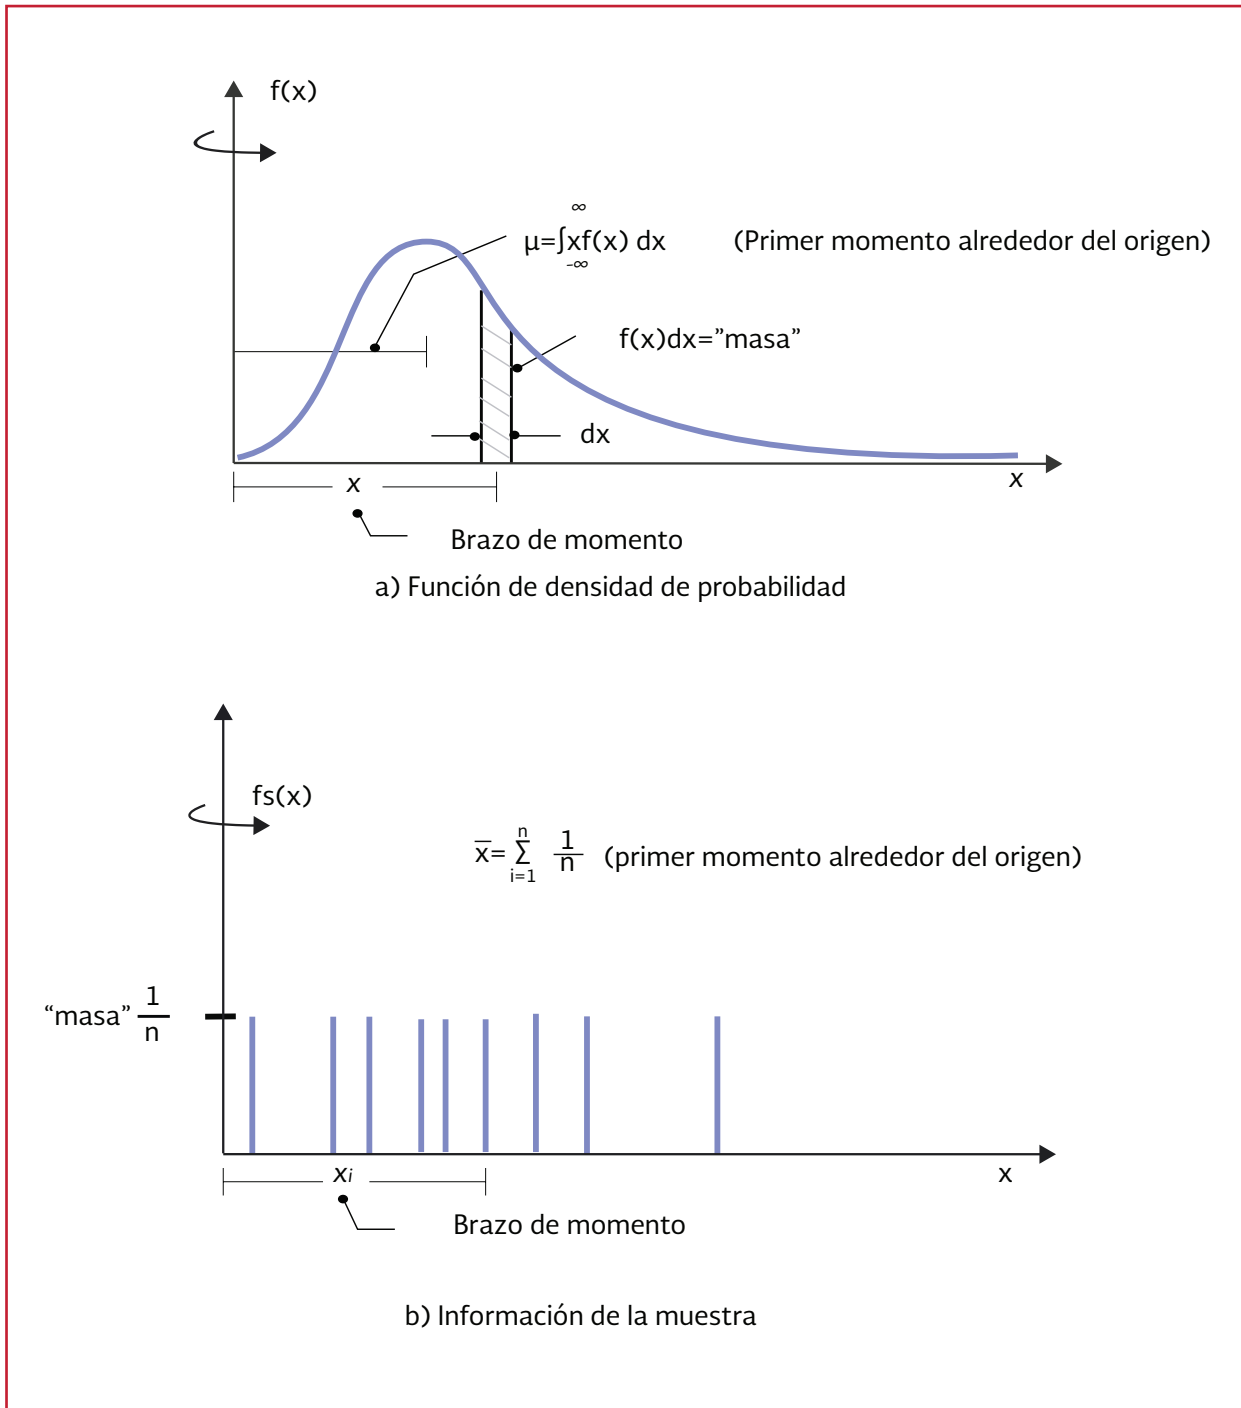 f(x)
∞
μ=∫xf(x) dx (Primer momento alrededor del origen)
-∞
f(x)dx=”masa”
dx
x
x
Brazo de momento
a) Función de densidad de probabilidad
fs(x)
n
x̅= Σ 1/n (primer momento alrededor del origen)
i=1
“masa” 1/n
xi
x
Brazo de momento
b) Información de la muestra